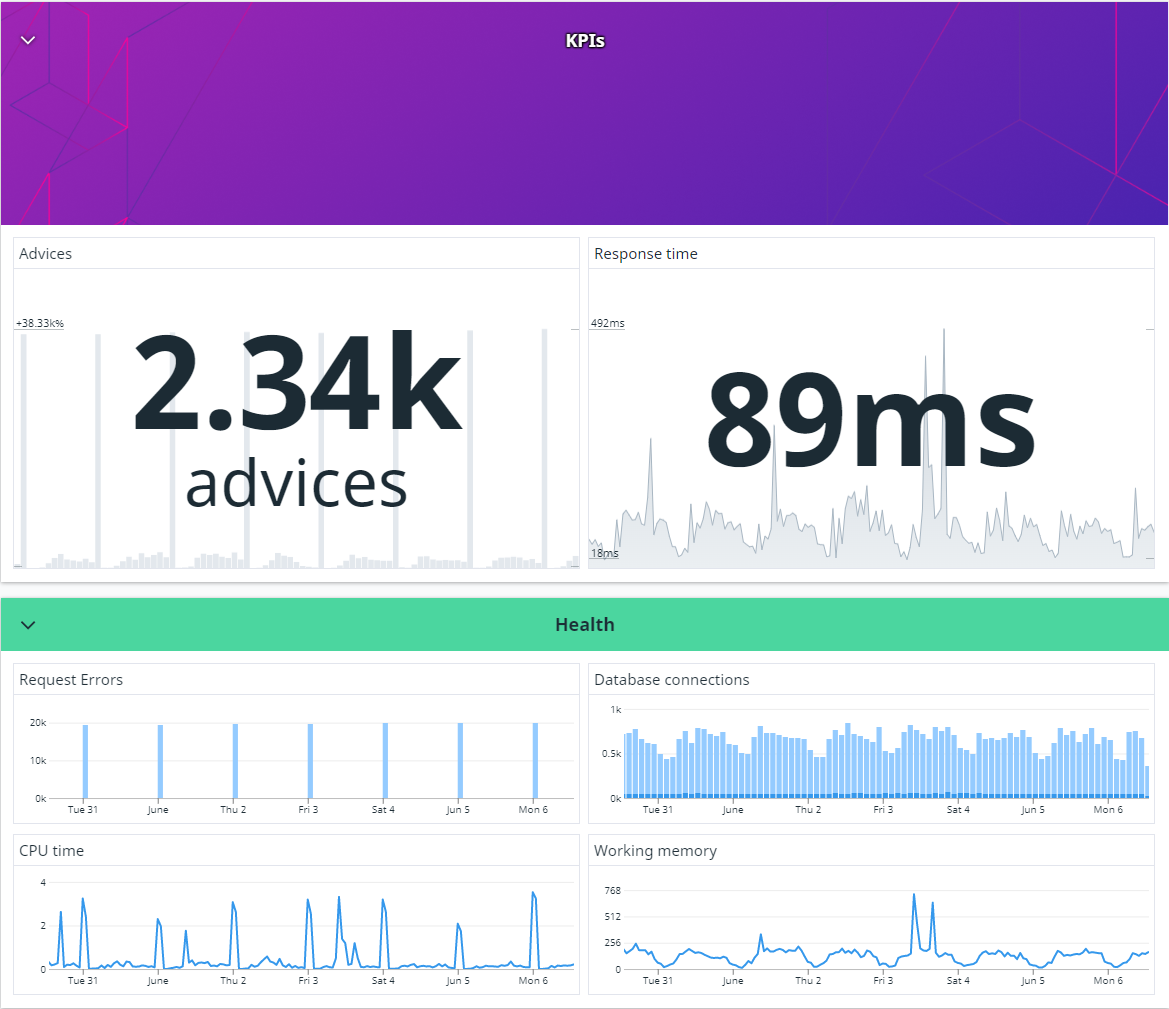 KPIs
Advices
+38.33k%
2.34k
advices
Response time
492ms
89ms
18ms
Health
Request Errors
20k
10k
0k
Tue 31 June Thu 2 Fri 3 Sat 4 Jun 5 Mon 6
Database connections
1k
0.5k
0k
Tue 31 June Thu 2 Fri 3 Sat 4 Jun 5 Mon 6
CPU time
4
2
0
Tue 31 June Thu 2 Fri 3 Sat 4 Jun 5 Mon 6
Working memory
768
512
256
0
Tue 31 June Thu 2 Fri 3 Sat 4 Jun 5 Mon 6